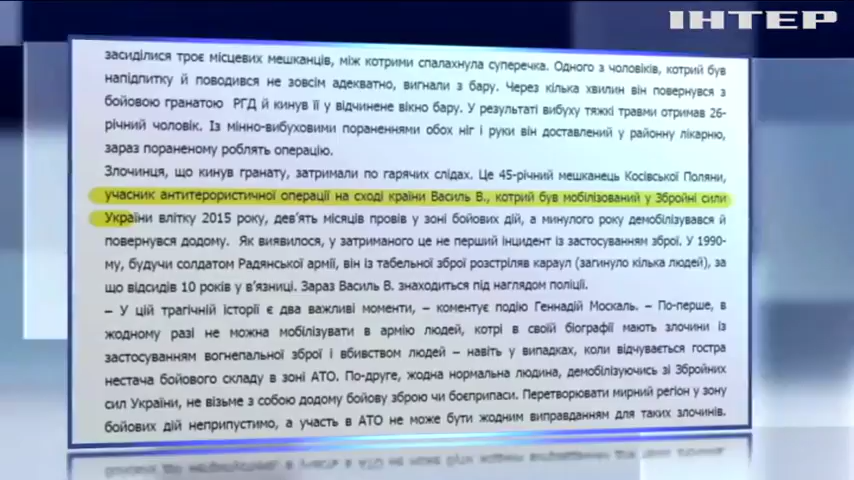 ІНТЕР
засиділися троє місцевих мешканців, між котрими спалахнула суперечка. Одного з чоловіків, котрий був
напідпитку й поводився не зовсім адекватно, вигнали з бару. Через кілька хвилин він повернувся з
бойовою гранатою РГД й кинув її у відчинене вікно бару. У результаті вибуху тяжкі травми отримав 26-
річний чоловік. Із мінно-вибуховими пораненнями обох ніг і руки він доставлений у районну лікарню,
зараз пораненому роблять операцію.
Злочинця, що кинув гранату, затримали по гарячих слідах. Це 45-річний мешканець Косівської Поляни,
учасник антитерористичної операції на сході країни Василь В., котрий був мобілізований у Збройні сили
України влітку 2015 року, дев’ять місяців провів у зоні бойових дій, а минулого року демобілізувався й
повернувся додому. Як виявилося, у затриманого це не перший інцидент із застосуванням зброї. У 1990-
му, будучи солдатом Радянської армії, він із табельної зброї розстріляв караул (загинуло кілька людей), за
що відсидів 10 років у в’язниці. Зараз Василь В. знаходиться під наглядом поліції.
– У цій трагічній історії є два важливі моменти, – коментує подію Геннадій Москаль. – По-перше, в
жодному разі не можна мобілізувати в армію людей, котрі в своїй біографії мають злочини із
застосуванням вогнепальної зброї і вбивством людей – навіть у випадках, коли відчувається гостра
нестача бойового складу в зоні АТО. По-друге, жодна нормальна людина, демобілізуючись зі Збройних
сил України, не візьме з собою додому бойову зброю чи боєприпаси. Перетворювати мирний регіон у зону
бойових дій неприпустимо, а участь в АТО не може бути жодним виправданням для таких злочинів.